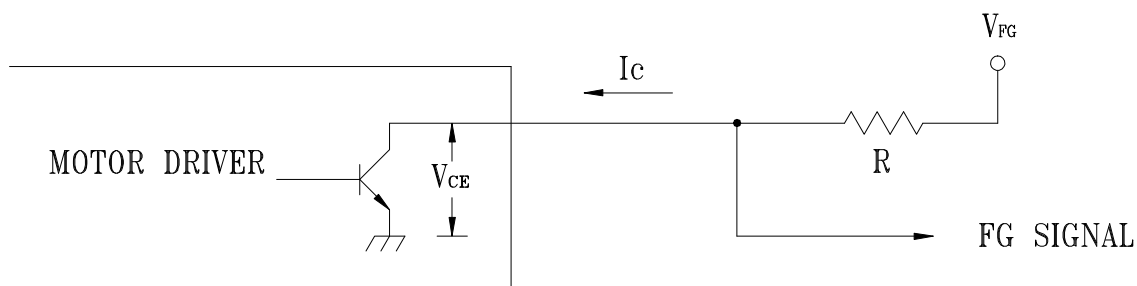 VFG
Ic
MOTOR DRIVER
VCE
R
FG SIGNAL